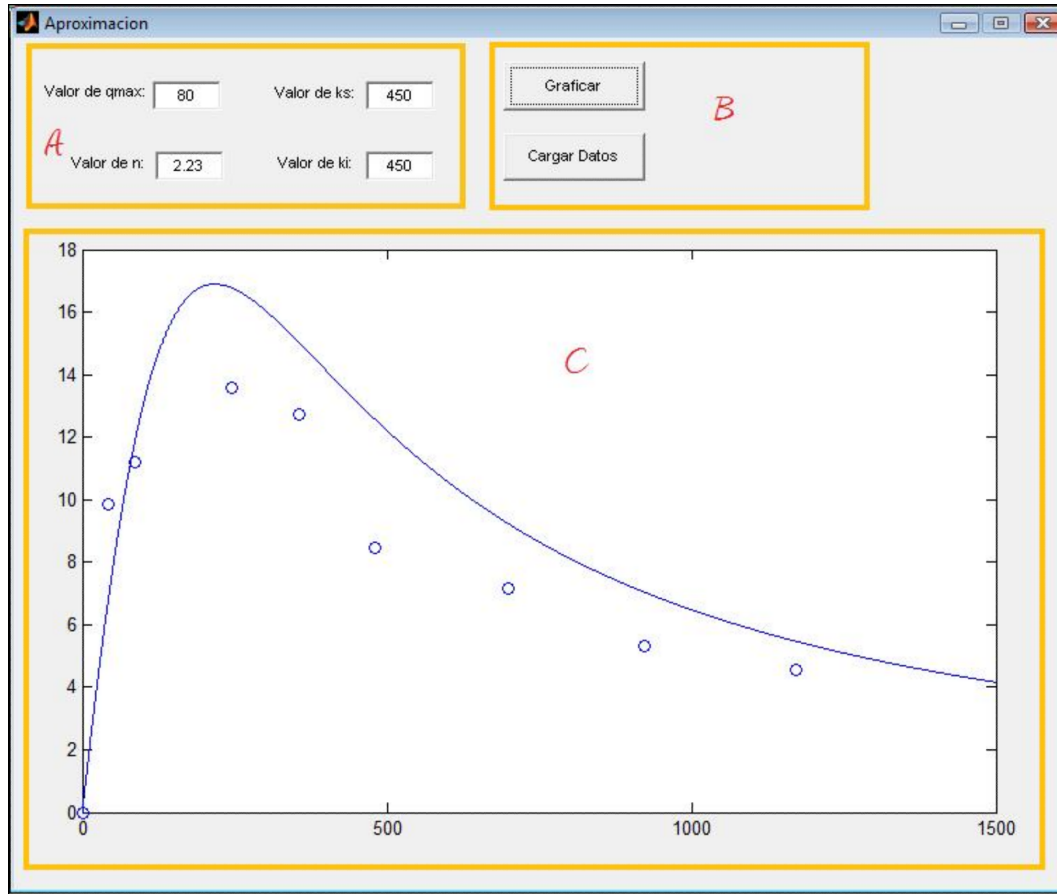 Aproximacion
Valor de qmax: 80 Valor de ks: 450
A
Valor de n: 2.23 Valor de ki: 450
Graficar
B
Cargar Datos
C
18
16
14
12
10
8
6
4
2
0
0 500 1000 1500